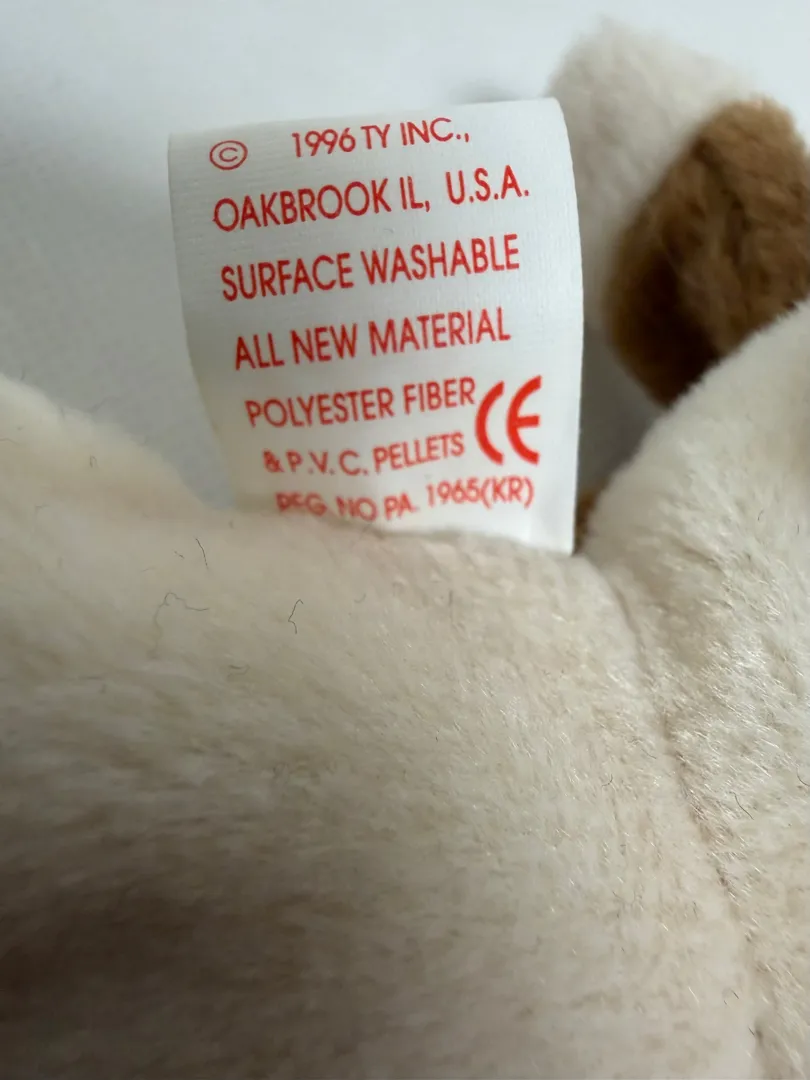 © 1996 TY INC.,
OAKBROOK IL, U.S.A.
SURFACE WASHABLE
ALL NEW MATERIAL
POLYESTER FIBER
& P.V.C. PELLETS CE
REG. NO PA. 1965(KR)